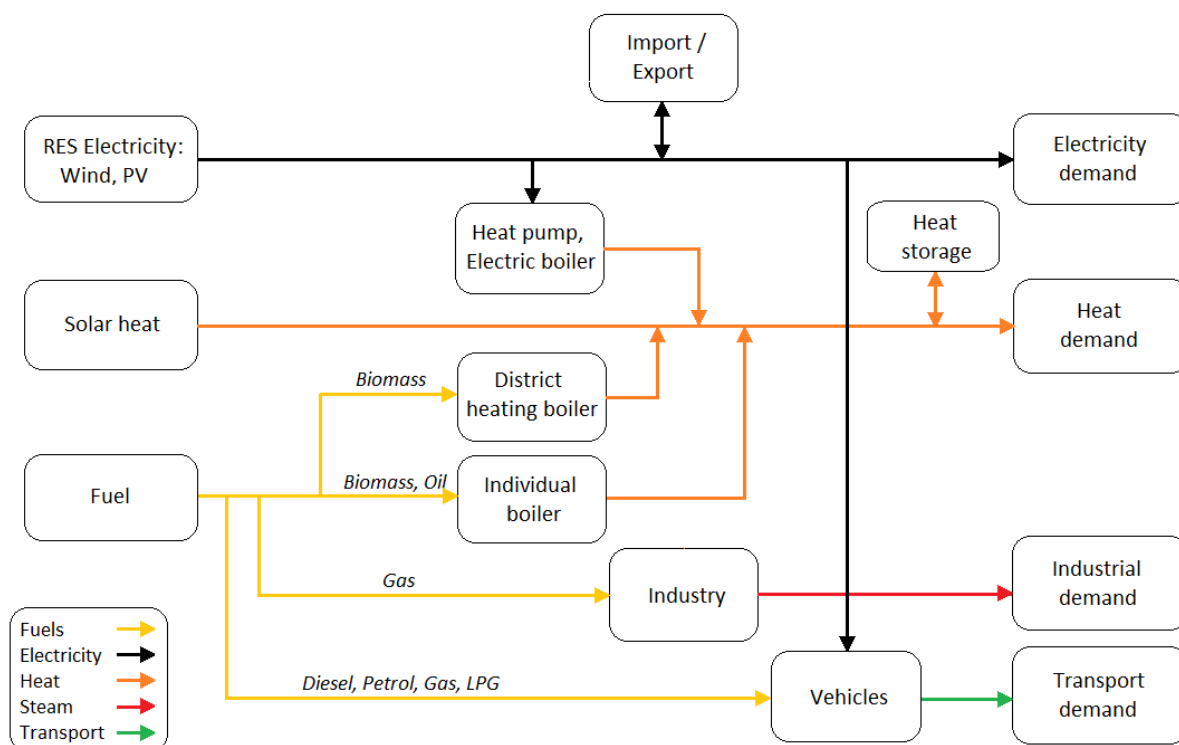 Import /
Export
RES Electricity:
Wind, PV
Electricity
demand
Heat pump,
Electric boiler
Heat
storage
Solar heat
Heat
demand
Biomass
District
heating boiler
Fuel
Biomass, Oil
Individual
boiler
Gas
Industry
Industrial
demand
Fuels
Electricity
Heat
Steam
Transport
Diesel, Petrol, Gas, LPG
Vehicles
Transport
demand